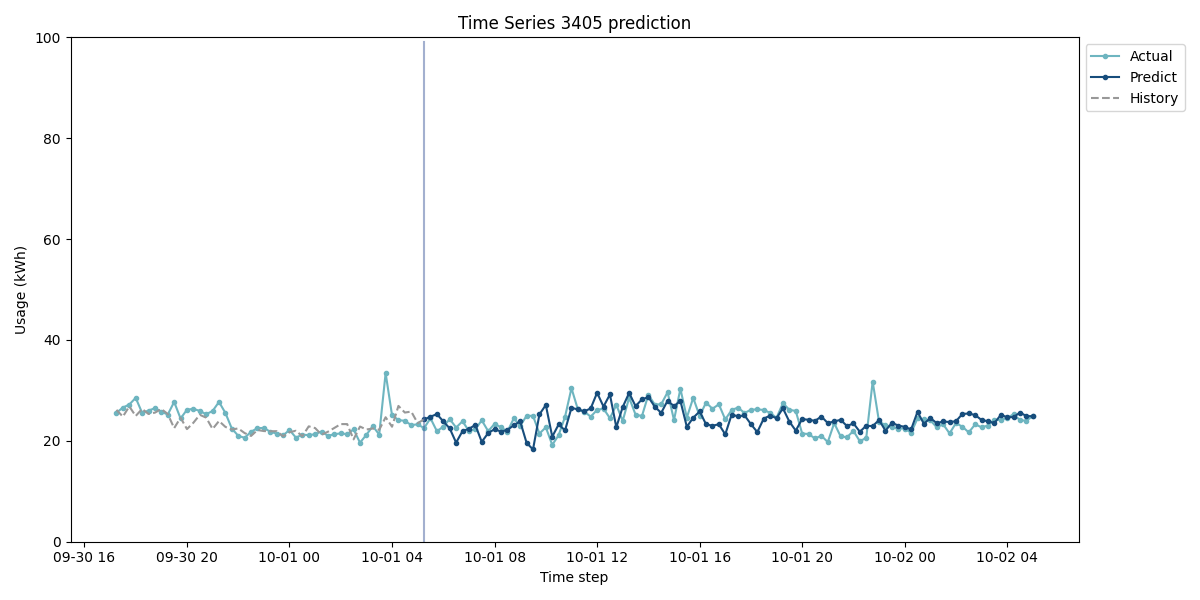 Time Series 3405 prediction
100
80
60
40
20
0
Usage (kWh)
09-30 16
09-30 20
10-01 00
10-01 04
10-01 08
10-01 12
10-01 16
10-01 20
10-02 00
10-02 04
Time step
Actual
Predict
History